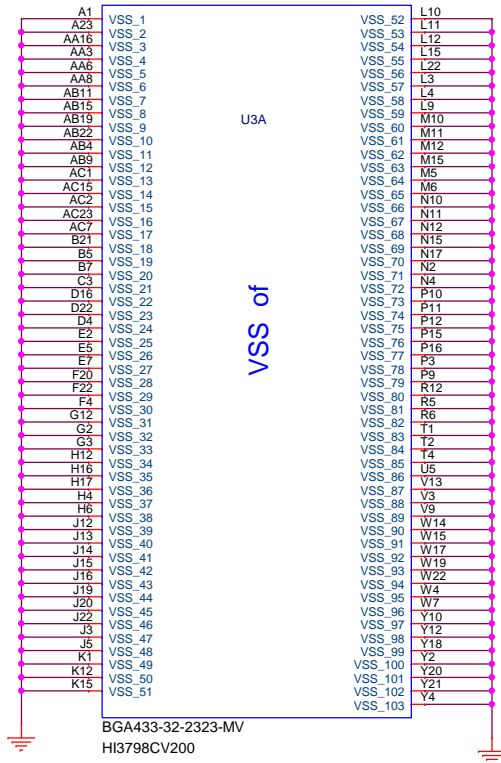 A1 VSS_1 VSS_52 L10
A23 VSS_2 VSS_53 L11
AA16 VSS_3 VSS_54 L12
AA3 VSS_4 VSS_55 L15
AA6 VSS_5 VSS_56 L22
AA8 VSS_6 VSS_57 L3
AB11 VSS_7 VSS_58 L4
AB15 VSS_8 VSS_59 L9
U3A
AB19 VSS_9 VSS_60 M10
AB22 VSS_10 VSS_61 M11
AB4 VSS_11 VSS_62 M12
AB9 VSS_12 VSS_63 M15
AC1 VSS_13 VSS_64 M5
AC15 VSS_14 VSS_65 M6
AC2 VSS_15 VSS_66 N10
AC23 VSS_16 VSS_67 N11
AC7 VSS_17 VSS_68 N12
B21 VSS_18 VSS_69 N15
B5 VSS_19 VSS_70 N17
B7 VSS_20 VSS_71 N2
C3 VSS_21 VSS_72 N4
D16 VSS_22 VSS_73 P10
D22 VSS_23 VSS_74 P11
D4 VSS_24 VSS_75 P12
VSS of
E2 VSS_25 VSS_76 P15
E5 VSS_26 VSS_77 P16
E7 VSS_27 VSS_78 P3
F20 VSS_28 VSS_79 P9
F22 VSS_29 VSS_80 R12
F4 VSS_30 VSS_81 R5
G12 VSS_31 VSS_82 R6
G2 VSS_32 VSS_83 T1
G3 VSS_33 VSS_84 T2
H12 VSS_34 VSS_85 T4
H16 VSS_35 VSS_86 U5
H17 VSS_36 VSS_87 V13
H4 VSS_37 VSS_88 V3
H6 VSS_38 VSS_89 V9
J12 VSS_39 VSS_90 W14
J13 VSS_40 VSS_91 W15
J14 VSS_41 VSS_92 W17
J15 VSS_42 VSS_93 W19
J16 VSS_43 VSS_94 W22
J19 VSS_44 VSS_95 W4
J20 VSS_45 VSS_96 W7
J22 VSS_46 VSS_97 Y10
J3 VSS_47 VSS_98 Y12
J5 VSS_48 VSS_99 Y18
K1 VSS_49 VSS_100 Y2
K12 VSS_50 VSS_101 Y20
K15 VSS_51 VSS_102 Y21
VSS_103 Y4
BGA433-32-2323-MV
HI3798CV200